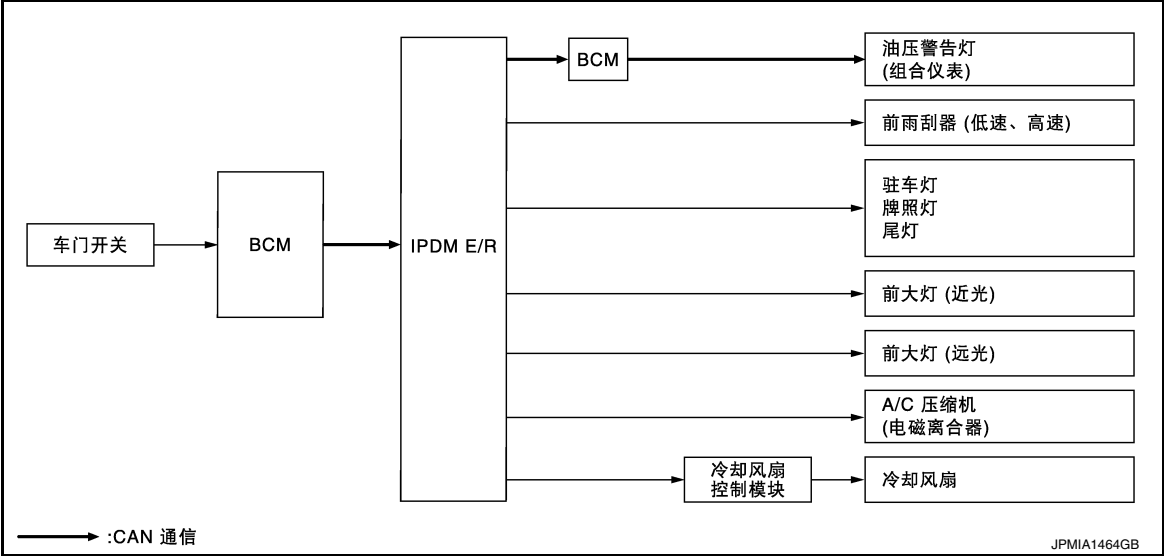 车门开关
BCM
IPDM E/R
BCM
油压警告灯
(组合仪表)
前雨刮器 (低速、高速)
驻车灯
牌照灯
尾灯
前大灯 (近光)
前大灯 (远光)
A/C 压缩机
(电磁离合器)
冷却风扇
控制模块
冷却风扇
:CAN 通信
JPMIA1464GB